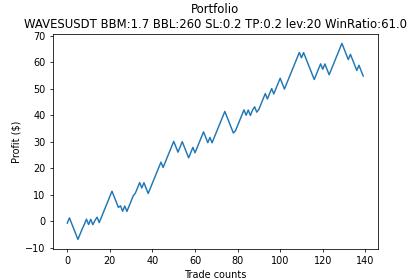 Portfolio
WAVESUSDT BBM:1.7 BBL:260 SL:0.2 TP:0.2 lev:20 WinRatio:61.0
70
60
50
40
30
20
10
0
−10
Profit ($)
0 20 40 60 80 100 120 140
Trade counts